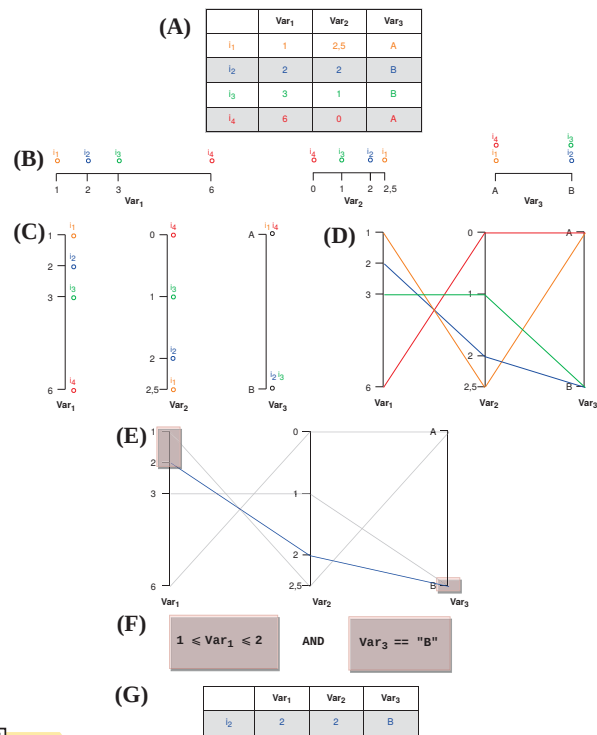 (A)
Var1 Var2 Var3
i1 1 2,5 A
i2 2 2 B
i3 3 1 B
i4 6 0 A
(B)
i1 i2 i3 i4
1 2 3 6
Var1
i4 i3 i2 i1
0 1 2 2,5
Var2
i4 i3
i1 i2
A B
Var3
(C)
1 i1
2 i2
3 i3
6 i4
Var1
0 i4
1 i3
2 i2
2,5 i1
Var2
A i1 i4
B i2 i3
Var3
(D)
1 0 A
2
3 1
2
6 2,5 B
Var1 Var2 Var3
(E)
1 0 A
2
3 1
2
6 2,5 B
Var1 Var2 Var3
(F)
1 ⩽ Var1 ⩽ 2 AND Var3 == "B"
(G)
Var1 Var2 Var3
i2 2 2 B